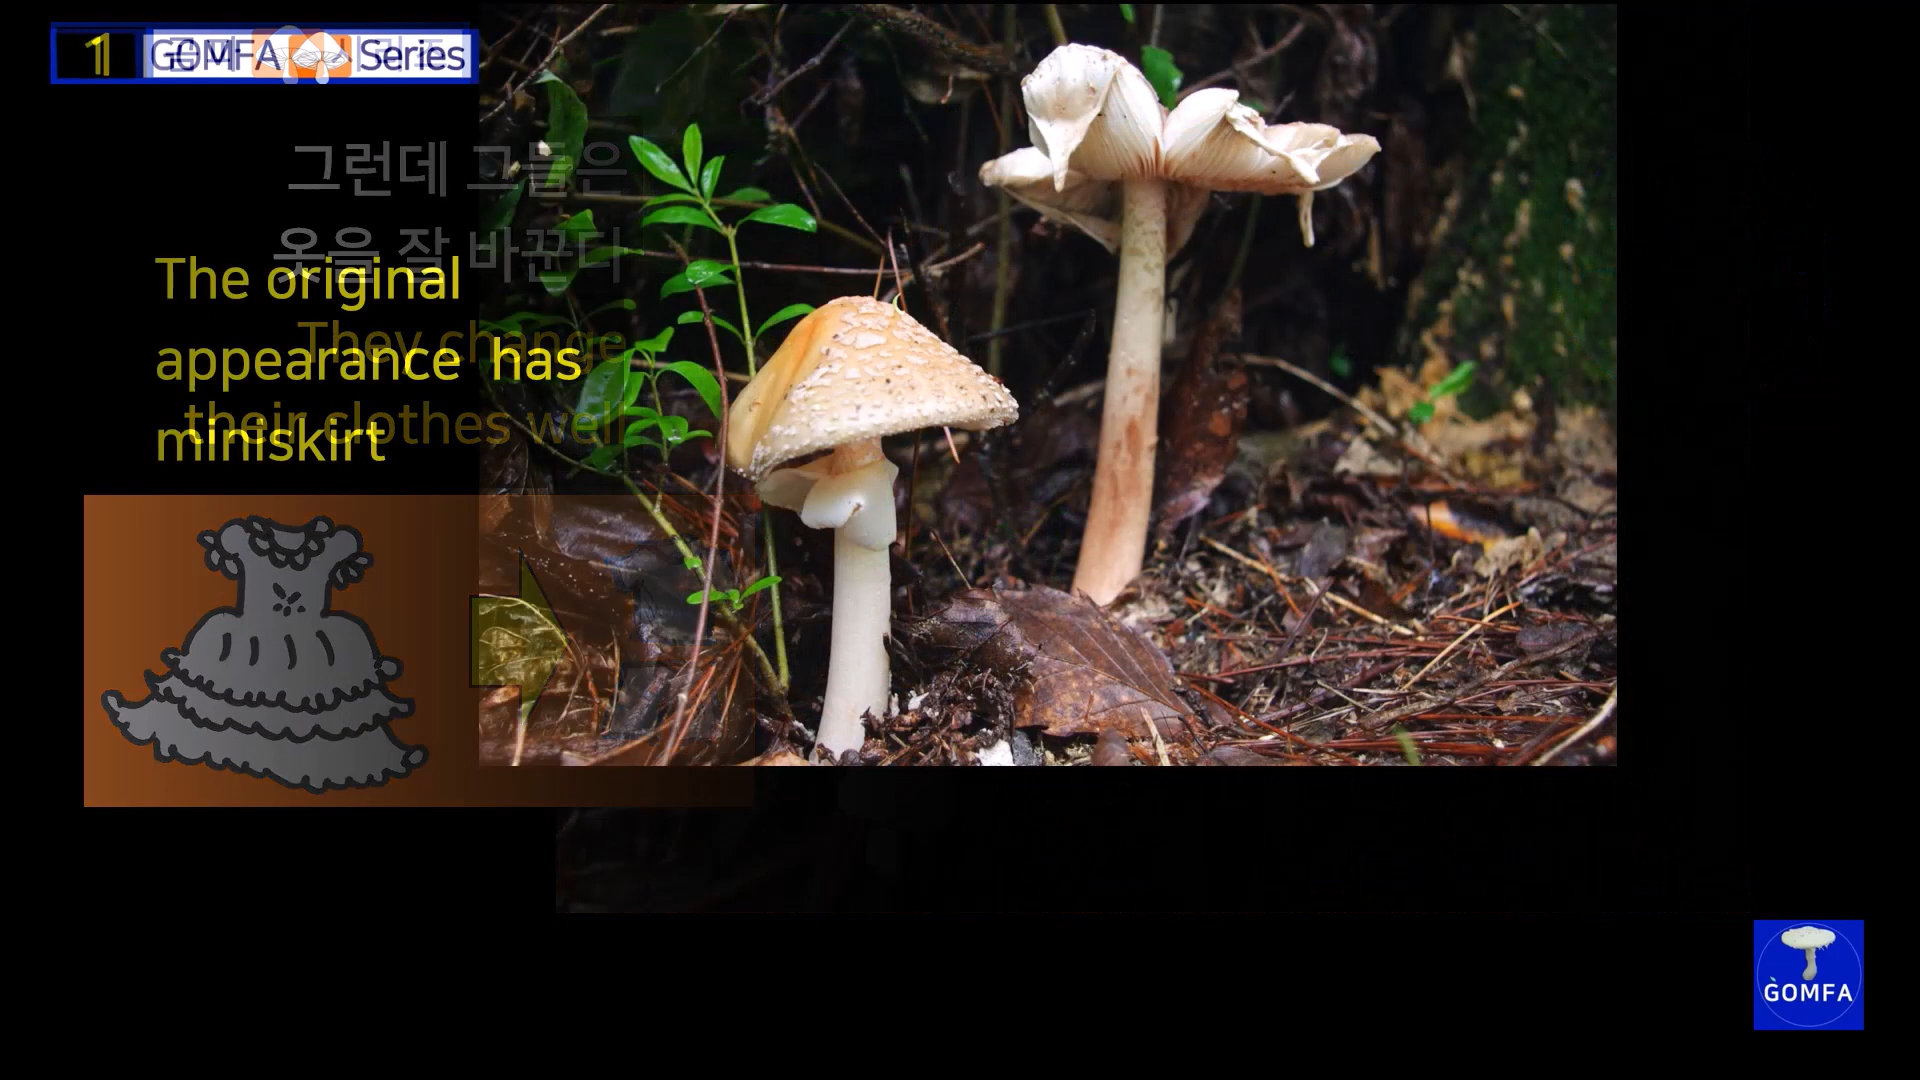 1 GOMFA Series
그런데 그들은
옷을 잘 바꾼다
The original
appearance has
miniskirt
They change
their clothes well
GOMFA